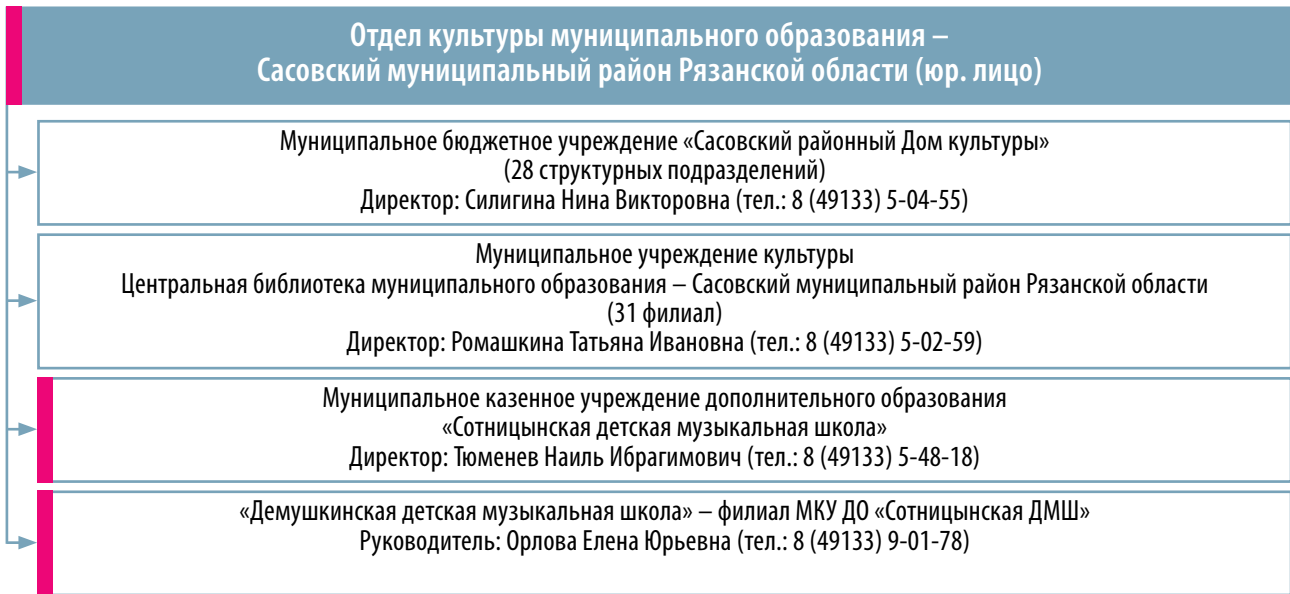 Отдел культуры муниципального образования –
Сасовский муниципальный район Рязанской области (юр. лицо)
Муниципальное бюджетное учреждение «Сасовский районный Дом культуры»
(28 структурных подразделений)
Директор: Силигина Нина Викторовна (тел.: 8 (49133) 5-04-55)
Муниципальное учреждение культуры
Центральная библиотека муниципального образования – Сасовский муниципальный район Рязанской области
(31 филиал)
Директор: Ромашкина Татьяна Ивановна (тел.: 8 (49133) 5-02-59)
Муниципальное казенное учреждение дополнительного образования
«Сотницынская детская музыкальная школа»
Директор: Тюменев Наиль Ибрагимович (тел.: 8 (49133) 5-48-18)
«Демушкинская детская музыкальная школа» – филиал МКУ ДО «Сотницынская ДМШ»
Руководитель: Орлова Елена Юрьевна (тел.: 8 (49133) 9-01-78)